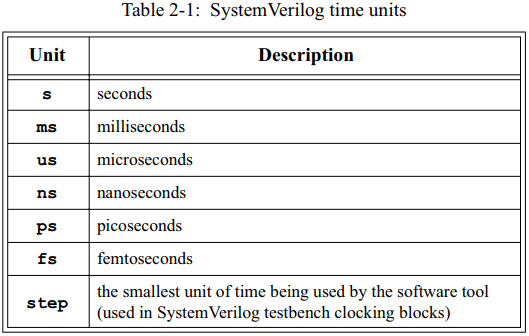 Table 2-1: SystemVerilog time units
Unit Description
s seconds
ms milliseconds
us microseconds
ns nanoseconds
ps picoseconds
fs femtoseconds
step the smallest unit of time being used by the software tool
(used in SystemVerilog testbench clocking blocks)